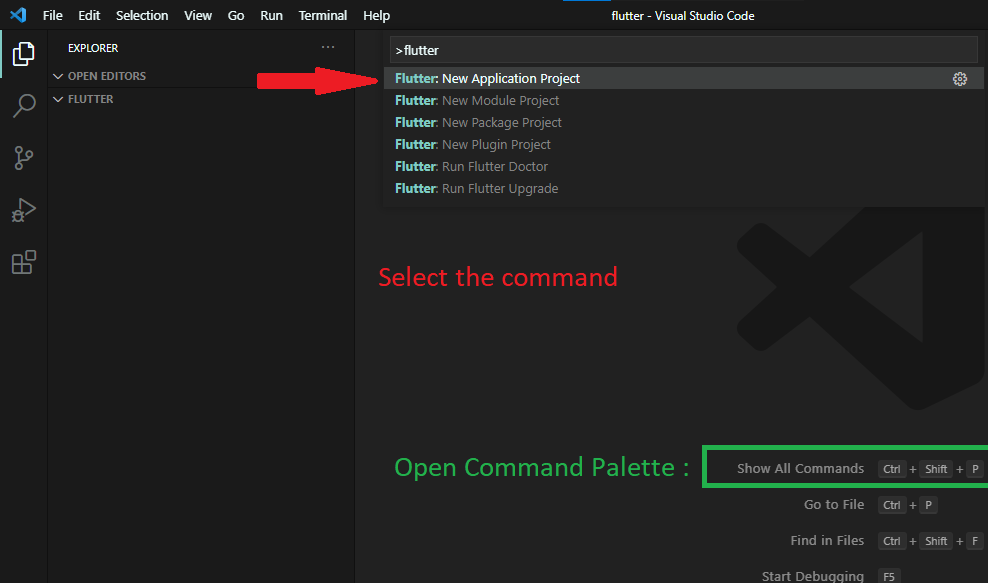 File Edit Selection View Go Run Terminal Help flutter - Visual Studio Code
EXPLORER ···
OPEN EDITORS
FLUTTER
>flutter
Flutter: New Application Project
Flutter: New Module Project
Flutter: New Package Project
Flutter: New Plugin Project
Flutter: Run Flutter Doctor
Flutter: Run Flutter Upgrade
Select the command
Open Command Palette :
Show All Commands Ctrl + Shift + P
Go to File Ctrl + P
Find in Files Ctrl + Shift + F
Start Debugging F5